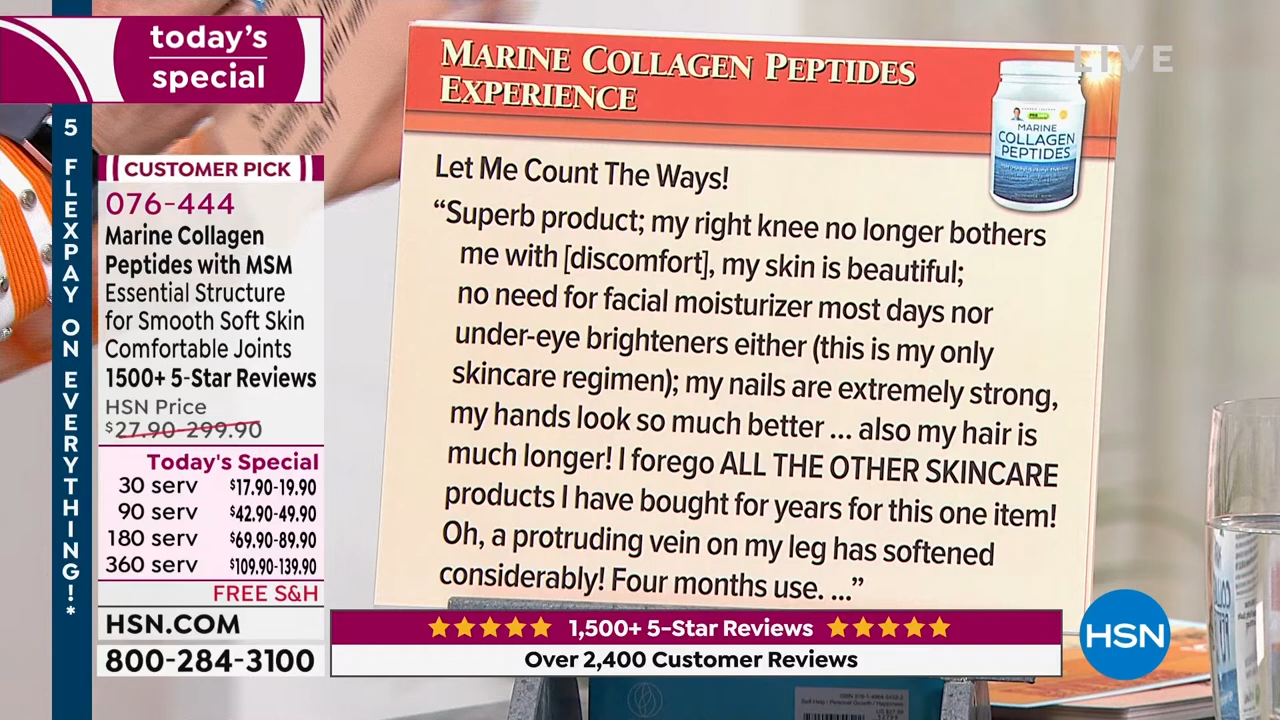 today's
special
5 FLEXPAY ON EVERYTHING!*
CUSTOMER PICK
076-444
Marine Collagen
Peptides with MSM
Essential Structure
for Smooth Soft Skin
Comfortable Joints
1500+ 5-Star Reviews
HSN Price
$27.90-299.90
Today's Special
30 serv $17.90-19.90
90 serv $42.90-49.90
180 serv $69.90-89.90
360 serv $109.90-139.90
FREE S&H
HSN.COM
800-284-3100
LIVE
MARINE COLLAGEN PEPTIDES
EXPERIENCE
MARINE
COLLAGEN
PEPTIDES
Let Me Count The Ways!
“Superb product; my right knee no longer bothers
me with [discomfort], my skin is beautiful;
no need for facial moisturizer most days nor
under-eye brighteners either (this is my only
skincare regimen); my nails are extremely strong,
my hands look so much better ... also my hair is
much longer! I forego ALL THE OTHER SKINCARE
products I have bought for years for this one item!
Oh, a protruding vein on my leg has softened
considerably! Four months use. ...”
1,500+ 5-Star Reviews
Over 2,400 Customer Reviews
HSN